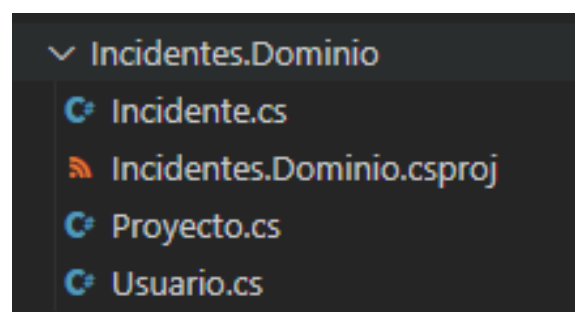 Incidentes.Dominio
C# Incidente.cs
Incidentes.Dominio.csproj
C# Proyecto.cs
C# Usuario.cs